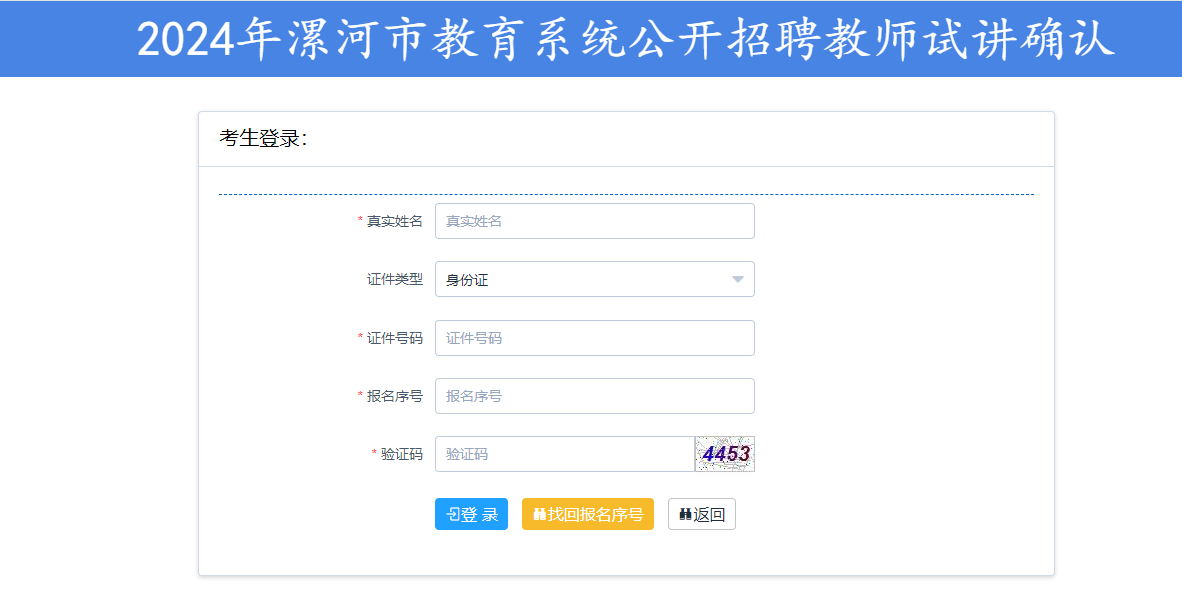 2024年漯河市教育系统公开招聘教师试讲确认
考生登录:
* 真实姓名 真实姓名
证件类型 身份证
* 证件号码 证件号码
* 报名序号 报名序号
* 验证码 验证码 4453
登 录 找回报名序号 返回